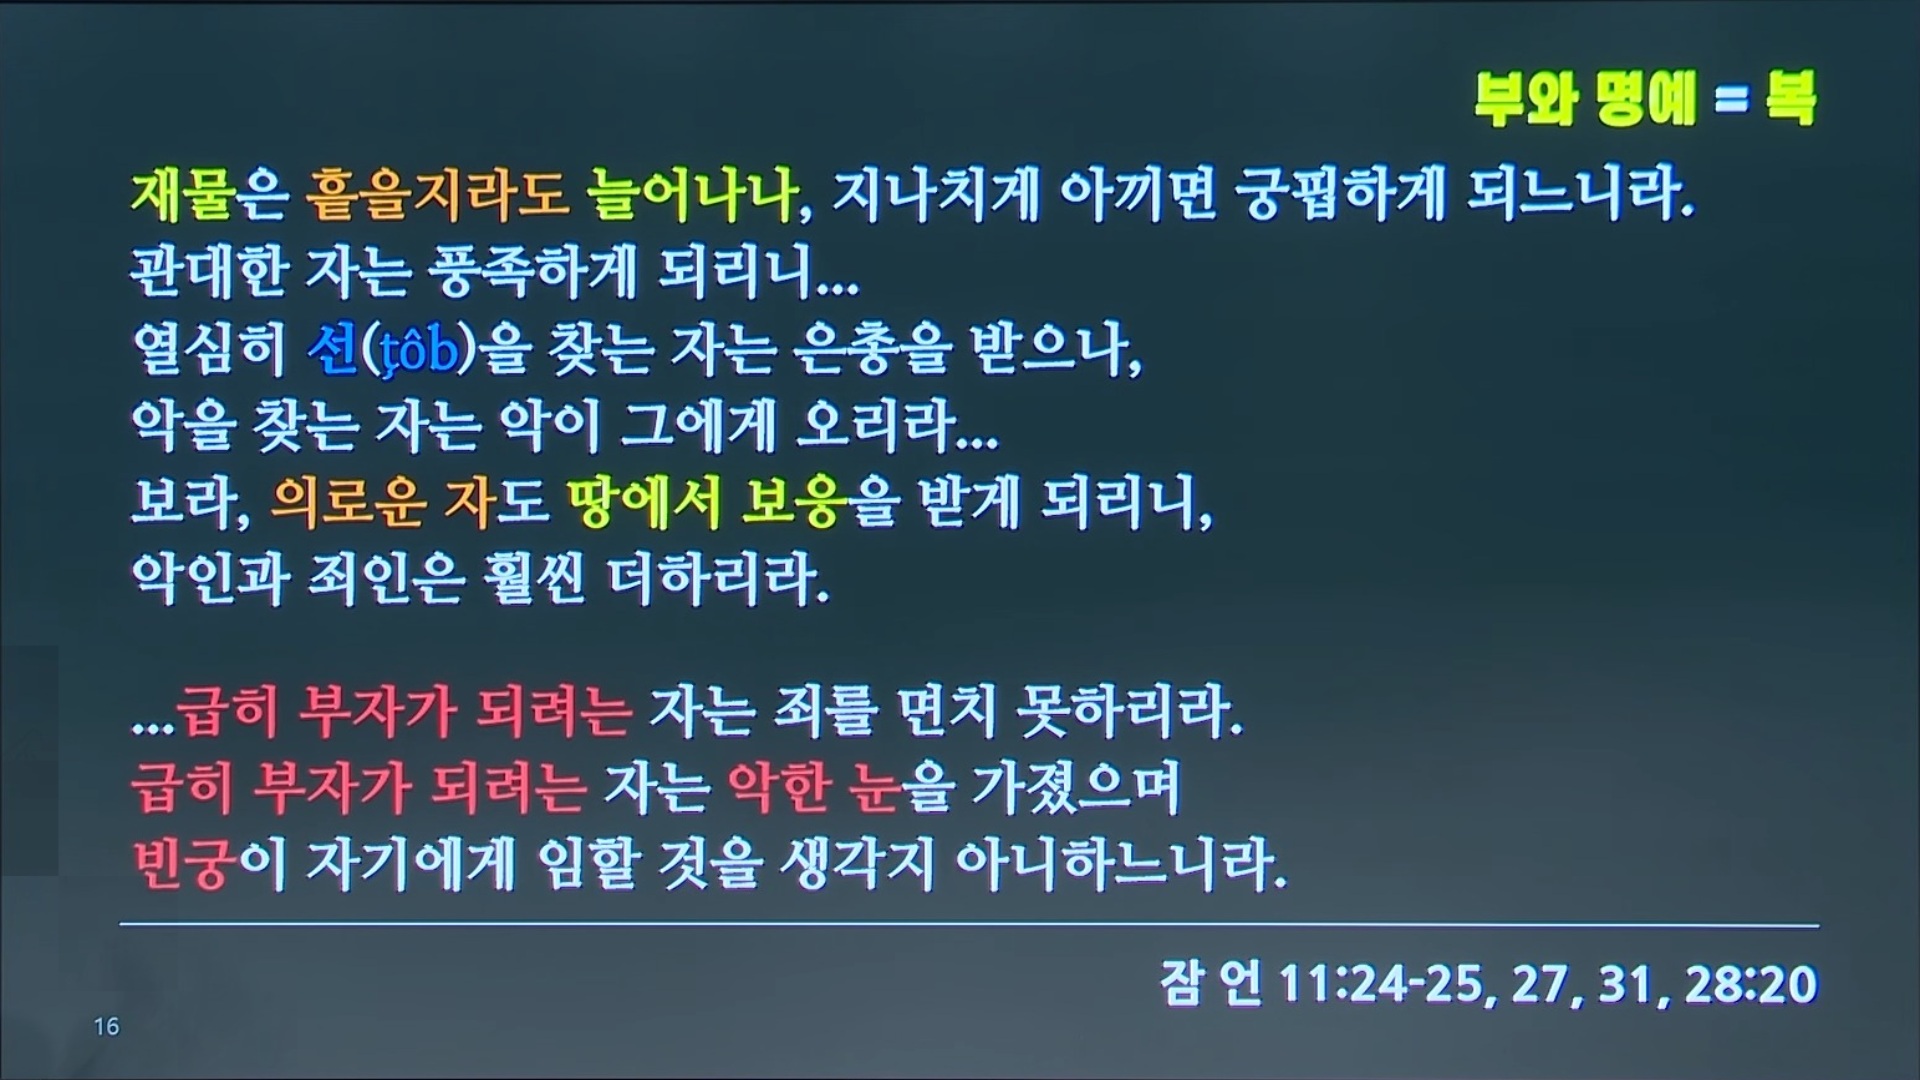 부와 명예 = 복
재물은 흩을지라도 늘어나나, 지나치게 아끼면 궁핍하게 되느니라.
관대한 자는 풍족하게 되리니...
열심히 선(ţôb)을 찾는 자는 은총을 받으나,
악을 찾는 자는 악이 그에게 오리라...
보라, 의로운 자도 땅에서 보응을 받게 되리니,
악인과 죄인은 훨씬 더하리라.
...급히 부자가 되려는 자는 죄를 면치 못하리라.
급히 부자가 되려는 자는 악한 눈을 가졌으며
빈궁이 자기에게 임할 것을 생각지 아니하느니라.
잠 언 11:24-25, 27, 31, 28:20
16